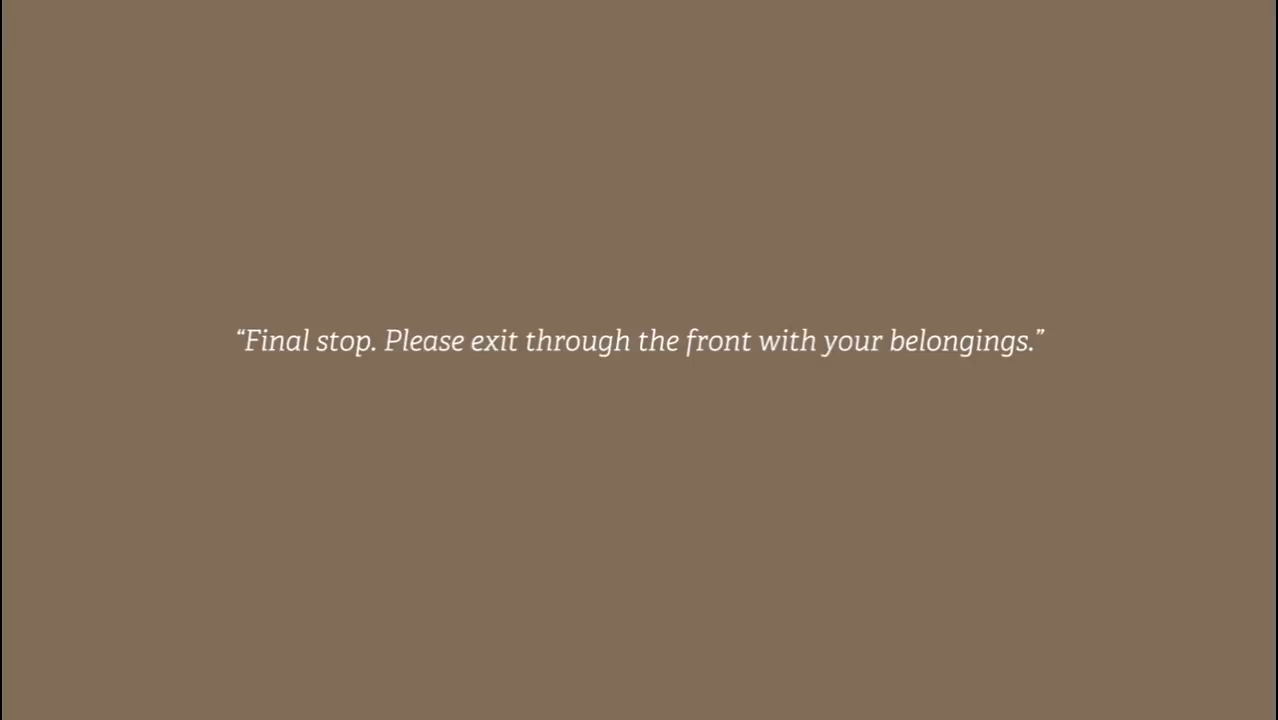 “Final stop. Please exit through the front with your belongings.”